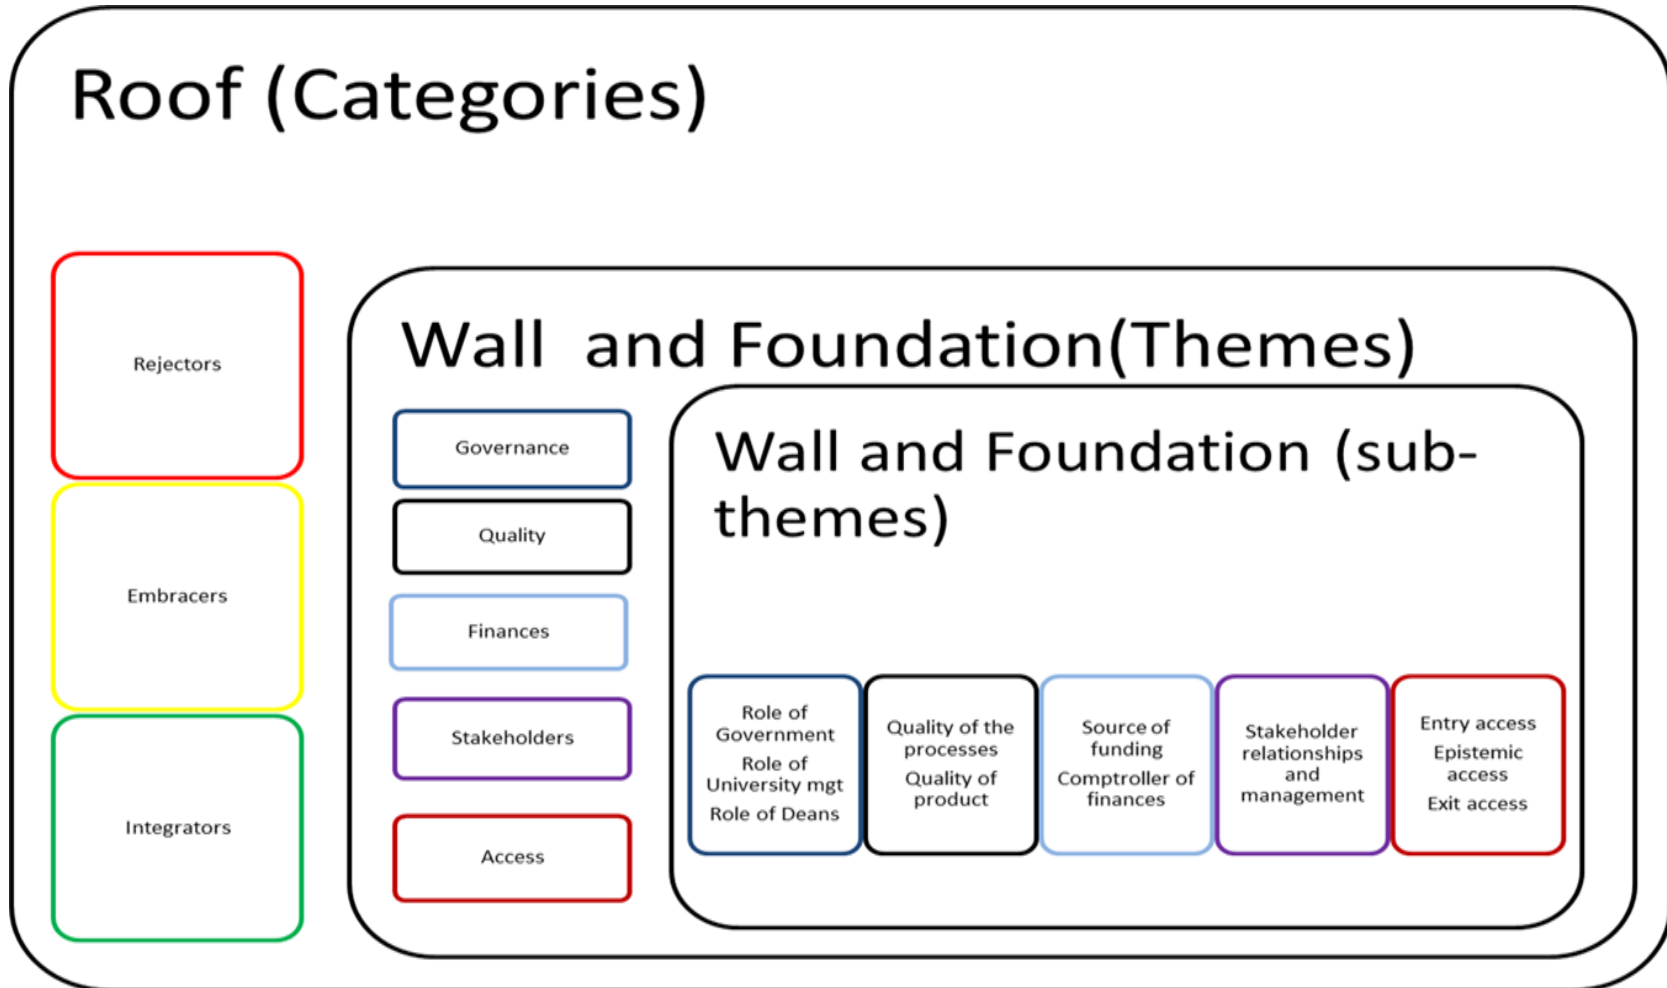 Roof (Categories)
Rejectors
Embracers
Integrators
Wall  and Foundation(Themes)
Governance
Quality
Finances
Stakeholders
Access
Wall and Foundation (sub-
themes)
Role of
Government
Role of
University mgt
Role of Deans
Quality of the
processes
Quality of
product
Source of
funding
Comptroller of
finances
Stakeholder
relationships
and
management
Entry access
Epistemic
access
Exit access